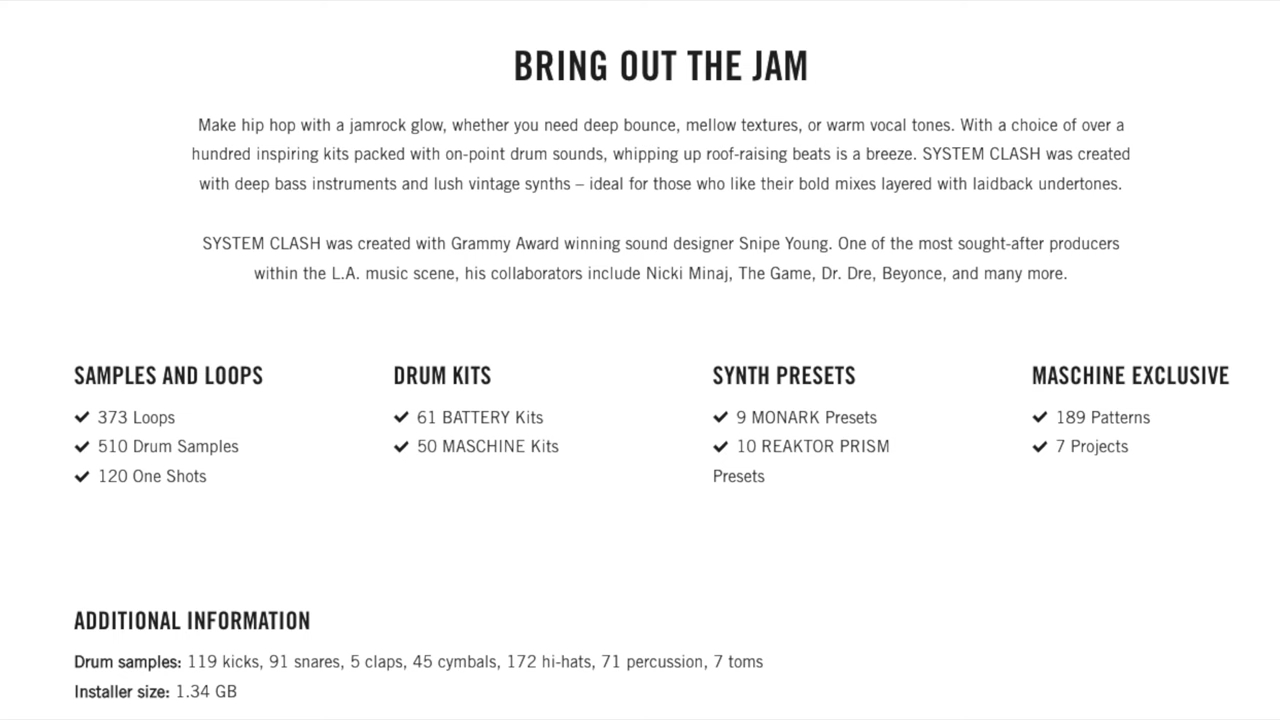 BRING OUT THE JAM
Make hip hop with a jamrock glow, whether you need deep bounce, mellow textures, or warm vocal tones. With a choice of over a
hundred inspiring kits packed with on-point drum sounds, whipping up roof-raising beats is a breeze. SYSTEM CLASH was created
with deep bass instruments and lush vintage synths – ideal for those who like their bold mixes layered with laidback undertones.
SYSTEM CLASH was created with Grammy Award winning sound designer Snipe Young. One of the most sought-after producers
within the L.A. music scene, his collaborators include Nicki Minaj, The Game, Dr. Dre, Beyonce, and many more.
SAMPLES AND LOOPS
✔ 373 Loops
✔ 510 Drum Samples
✔ 120 One Shots
DRUM KITS
✔ 61 BATTERY Kits
✔ 50 MASCHINE Kits
SYNTH PRESETS
✔ 9 MONARK Presets
✔ 10 REAKTOR PRISM
Presets
MASCHINE EXCLUSIVE
✔ 189 Patterns
✔ 7 Projects
ADDITIONAL INFORMATION
Drum samples: 119 kicks, 91 snares, 5 claps, 45 cymbals, 172 hi-hats, 71 percussion, 7 toms
Installer size: 1.34 GB